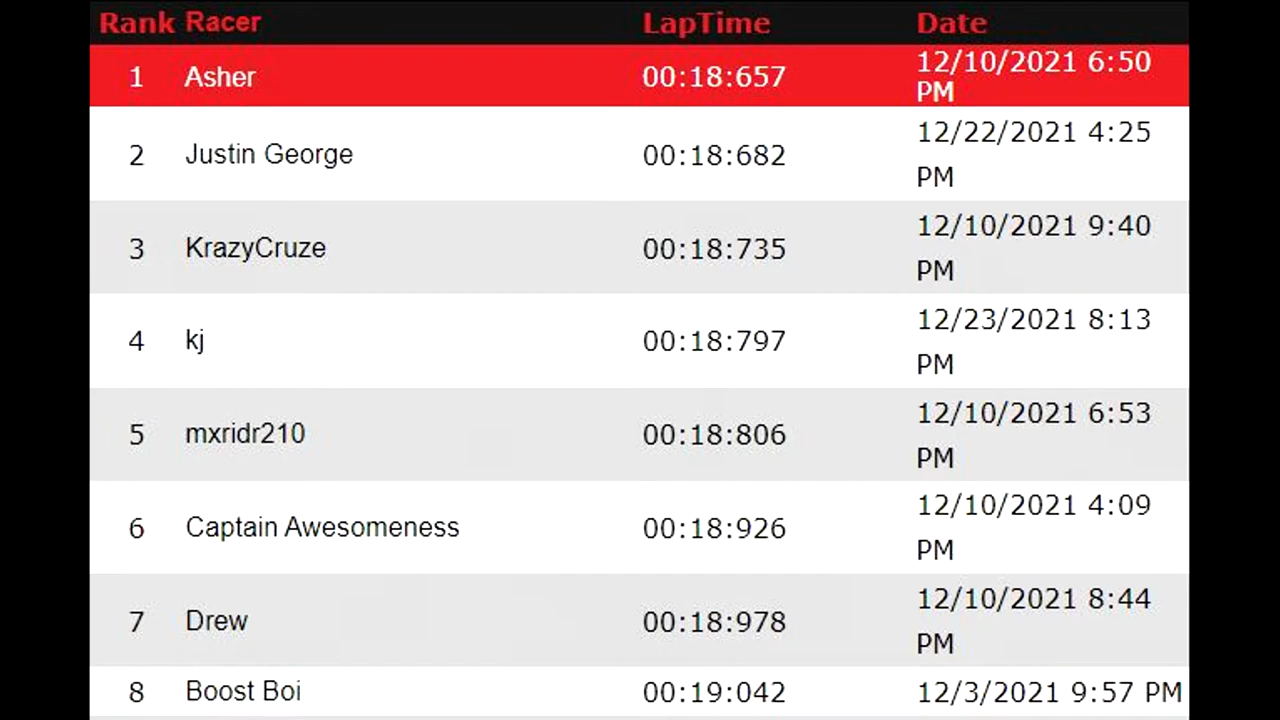 Rank Racer LapTime Date
1 Asher 00:18:657 12/10/2021 6:50
PM
2 Justin George 00:18:682 12/22/2021 4:25
PM
3 KrazyCruze 00:18:735 12/10/2021 9:40
PM
4 kj 00:18:797 12/23/2021 8:13
PM
5 mxridr210 00:18:806 12/10/2021 6:53
PM
6 Captain Awesomeness 00:18:926 12/10/2021 4:09
PM
7 Drew 00:18:978 12/10/2021 8:44
PM
8 Boost Boi 00:19:042 12/3/2021 9:57 PM